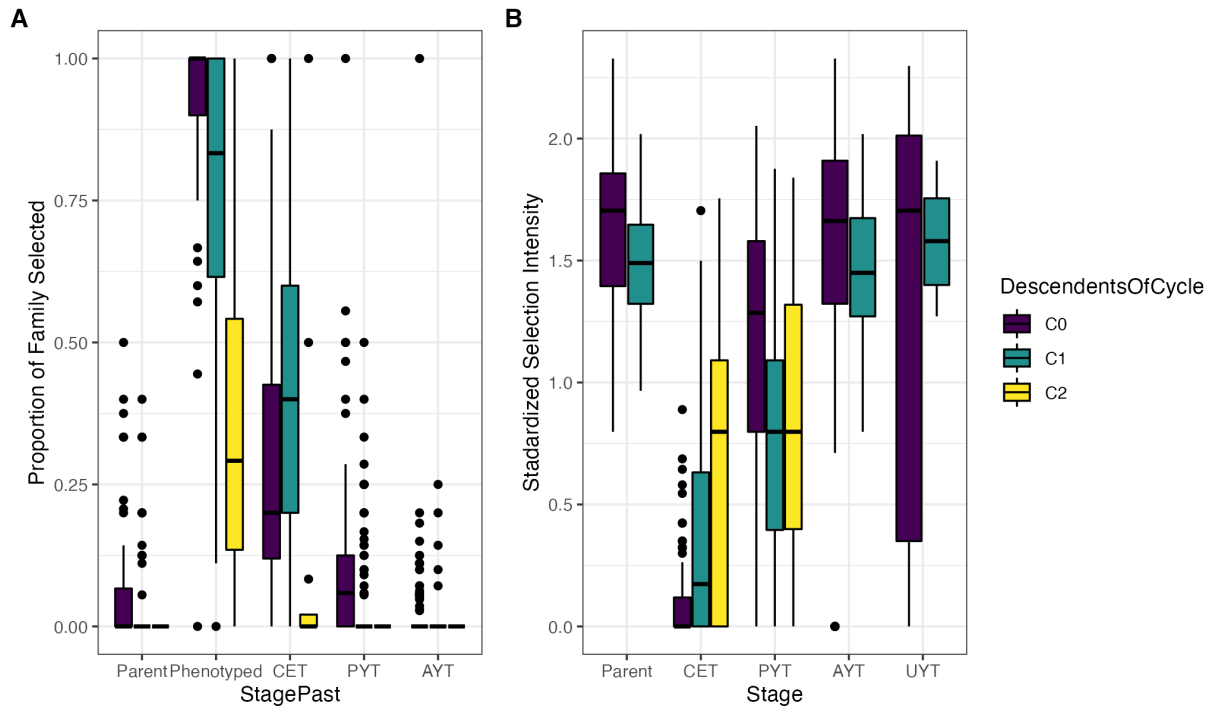 A
B
Proportion of Family Selected
1.00
0.75
0.50
0.25
0.00
Parent Phenotyped CET PYT AYT
StagePast
Stadardized Selection Intensity
2.0
1.5
1.0
0.5
0.0
Parent CET PYT AYT UYT
Stage
DescendentsOfCycle
C0
C1
C2